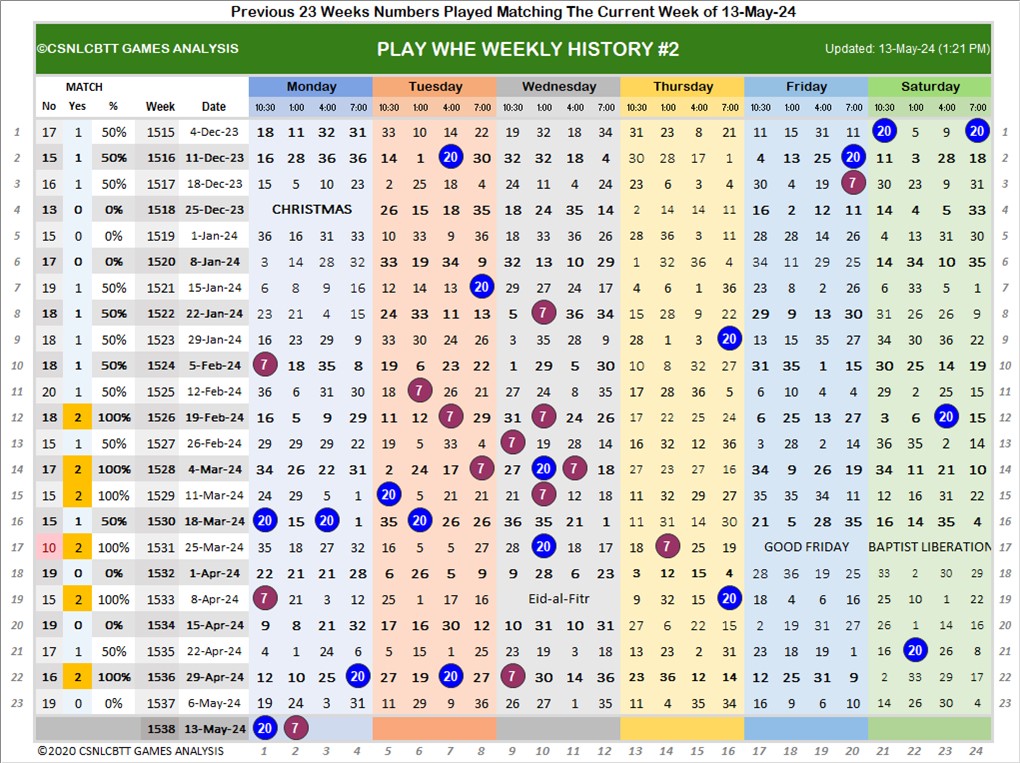 Previous 23 Weeks Numbers Played Matching The Current Week of 13-May-24
©CSNLCBTT GAMES ANALYSIS PLAY WHE WEEKLY HISTORY #2 Updated: 13-May-24 (1:21 PM)
MATCH Monday Tuesday Wednesday Thursday Friday Saturday
No Yes % Week Date 10:30 1:00 4:00 7:00 10:30 1:00 4:00 7:00 10:30 1:00 4:00 7:00 10:30 1:00 4:00 7:00 10:30 1:00 4:00 7:00 10:30 1:00 4:00 7:00
1 17 1 50% 1515 4-Dec-23 18 11 32 31 33 10 14 22 19 32 18 34 31 23 8 21 11 15 31 11 20 5 9 20 1
2 15 1 50% 1516 11-Dec-23 16 28 36 36 14 1 20 30 32 32 18 4 30 28 17 1 4 13 25 20 11 3 28 18 2
3 16 1 50% 1517 18-Dec-23 15 5 10 23 2 25 18 4 24 11 4 24 23 6 3 4 30 4 19 7 30 23 9 31 3
4 13 0 0% 1518 25-Dec-23 CHRISTMAS 26 15 18 35 18 24 35 14 2 14 14 11 16 2 12 11 14 4 5 33 4
5 15 0 0% 1519 1-Jan-24 36 16 31 33 10 33 9 36 18 33 36 26 28 36 3 11 28 28 14 26 4 13 31 30 5
6 17 0 0% 1520 8-Jan-24 3 14 28 32 33 19 34 9 32 13 10 29 1 32 36 4 34 11 29 25 14 34 10 35 6
7 19 1 50% 1521 15-Jan-24 6 8 9 16 12 14 13 20 29 27 24 17 4 6 1 36 23 8 2 26 6 33 5 1 7
8 18 1 50% 1522 22-Jan-24 23 21 4 15 24 33 11 13 5 7 36 34 15 28 9 22 29 9 13 30 31 26 26 9 8
9 18 1 50% 1523 29-Jan-24 16 23 29 9 33 30 24 26 3 35 28 9 28 1 3 20 13 15 35 27 34 30 36 22 9
10 18 1 50% 1524 5-Feb-24 7 18 35 8 19 6 23 22 1 29 5 30 10 8 32 27 31 35 1 15 30 25 14 19 10
11 20 1 50% 1525 12-Feb-24 36 6 31 30 18 7 26 21 27 24 8 35 17 28 36 5 6 10 4 4 29 2 25 15 11
12 18 2 100% 1526 19-Feb-24 16 5 9 29 11 12 7 29 31 7 24 26 17 22 25 24 6 25 13 27 3 6 20 15 12
13 15 1 50% 1527 26-Feb-24 29 29 29 22 19 5 33 4 7 19 28 14 16 32 12 36 3 28 2 14 36 35 2 14 13
14 17 2 100% 1528 4-Mar-24 34 26 22 31 2 24 17 7 27 20 7 18 27 23 27 16 34 9 26 19 34 11 21 10 14
15 15 2 100% 1529 11-Mar-24 24 29 5 1 20 5 21 21 21 7 12 18 11 32 29 27 35 35 34 11 12 16 31 22 15
16 15 1 50% 1530 18-Mar-24 20 15 20 1 35 20 26 26 36 35 21 1 11 31 14 30 21 5 28 35 16 14 35 4 16
17 10 2 100% 1531 25-Mar-24 35 18 27 32 16 5 5 27 28 20 18 17 18 7 25 19 GOOD FRIDAY BAPTIST LIBERATION 17
18 19 0 0% 1532 1-Apr-24 22 21 21 28 6 26 5 9 9 28 6 23 3 12 15 4 28 36 19 25 33 2 30 29 18
19 15 2 100% 1533 8-Apr-24 7 21 3 12 25 1 17 16 Eid-al-Fitr 9 32 15 20 18 4 6 16 25 10 1 22 19
20 19 0 0% 1534 15-Apr-24 9 8 21 32 17 16 30 12 10 31 10 31 27 6 22 15 2 19 31 27 26 1 14 16 20
21 17 1 50% 1535 22-Apr-24 4 1 24 6 5 15 1 25 23 19 3 18 13 23 2 31 23 18 19 1 16 20 26 8 21
22 16 2 100% 1536 29-Apr-24 12 10 25 20 27 19 20 27 7 30 14 36 23 36 12 14 12 25 31 9 2 33 29 17 22
23 19 0 0% 1537 6-May-24 19 24 3 31 11 29 9 36 26 27 1 35 11 4 35 34 16 9 6 10 14 26 30 4 23
1538 13-May-24 20 7
©2020 CSNLCBTT GAMES ANALYSIS 1 2 3 4 5 6 7 8 9 10 11 12 13 14 15 16 17 18 19 20 21 22 23 24